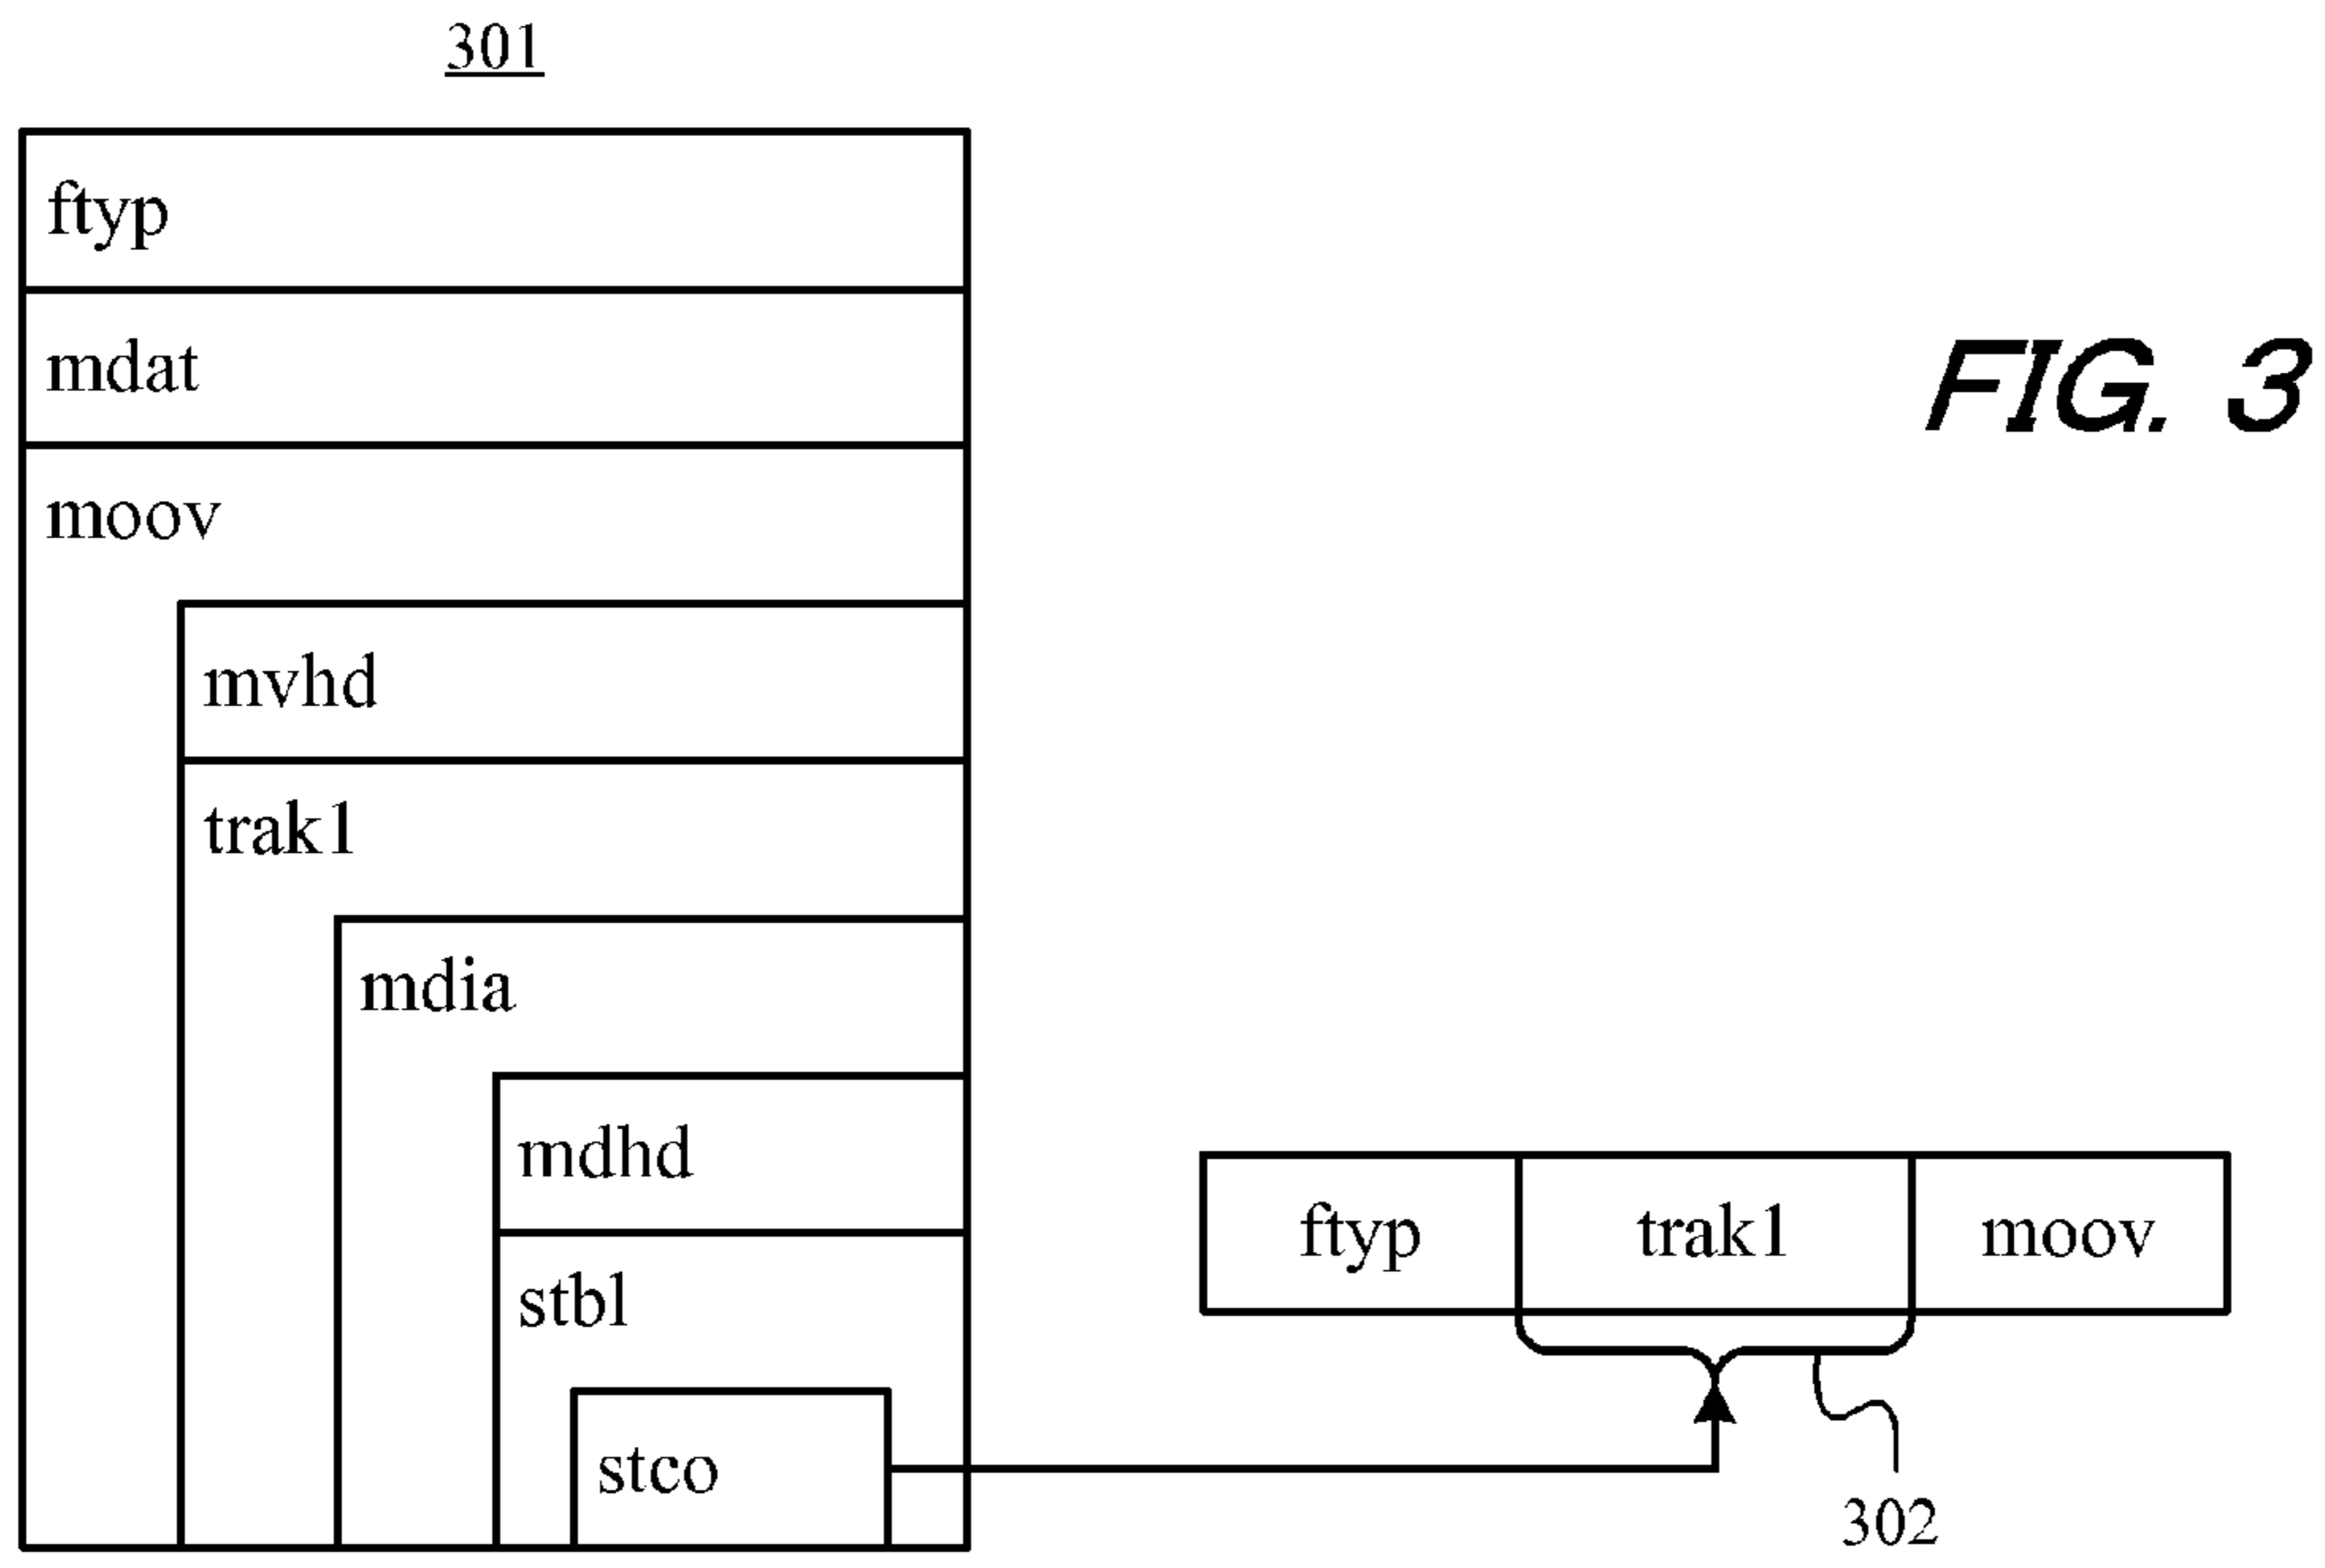 301
ftyp
mdat
FIG. 3
moov
mvhd
trak1
mdia
mdhd
stbl
stco
ftyp trak1 moov
302